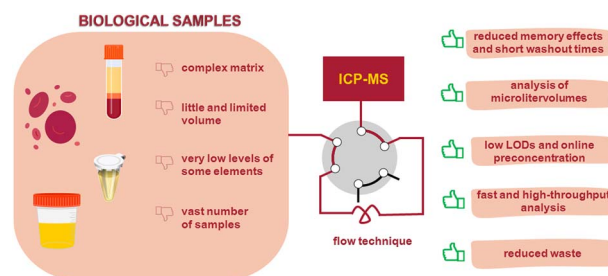 BIOLOGICAL SAMPLES
complex matrix
little and limited
volume
very low levels of
some elements
vast number
of samples
ICP-MS
flow technique
reduced memory effects
and short washout times
analysis of
microlitervolumes
low LODs and online
preconcentration
fast and high-throughput
analysis
reduced waste